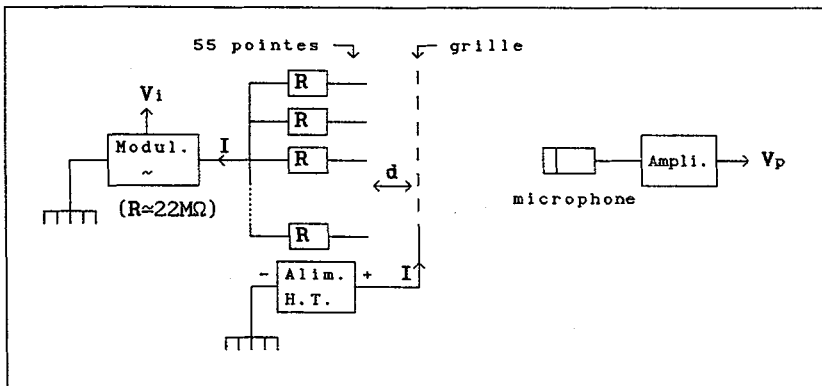 55 pointes
grille
R
Vi
R
Modul.
~
I
R
d
Ampli.
Vp
microphone
(R≃22MΩ)
R
- Alim. +
H.T.
I